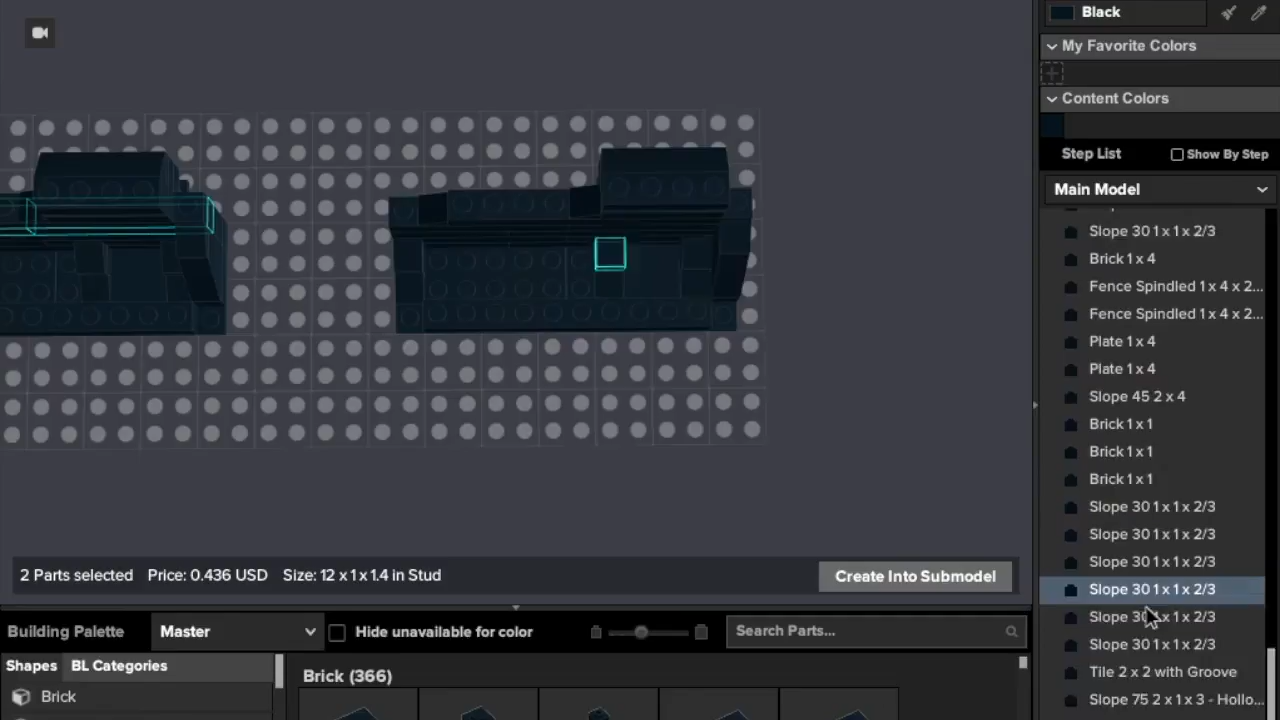 Black
My Favorite Colors
Content Colors
Step List
Show By Step
Main Model
Slope 30 1 x 1 x 2/3
Brick 1 x 4
Fence Spindled 1 x 4 x 2...
Fence Spindled 1 x 4 x 2...
Plate 1 x 4
Plate 1 x 4
Slope 45 2 x 4
Brick 1 x 1
Brick 1 x 1
Brick 1 x 1
Slope 30 1 x 1 x 2/3
Slope 30 1 x 1 x 2/3
Slope 30 1 x 1 x 2/3
Slope 30 1 x 1 x 2/3
Slope 30 1 x 1 x 2/3
Slope 30 1 x 1 x 2/3
Tile 2 x 2 with Groove
Slope 75 2 x 1 x 3 - Hollo...
2 Parts selected Price: 0.436 USD Size: 12 x 1 x 1.4 in Stud
Create Into Submodel
Building Palette
Master
Hide unavailable for color
Search Parts...
Shapes
BL Categories
Brick (366)
Brick